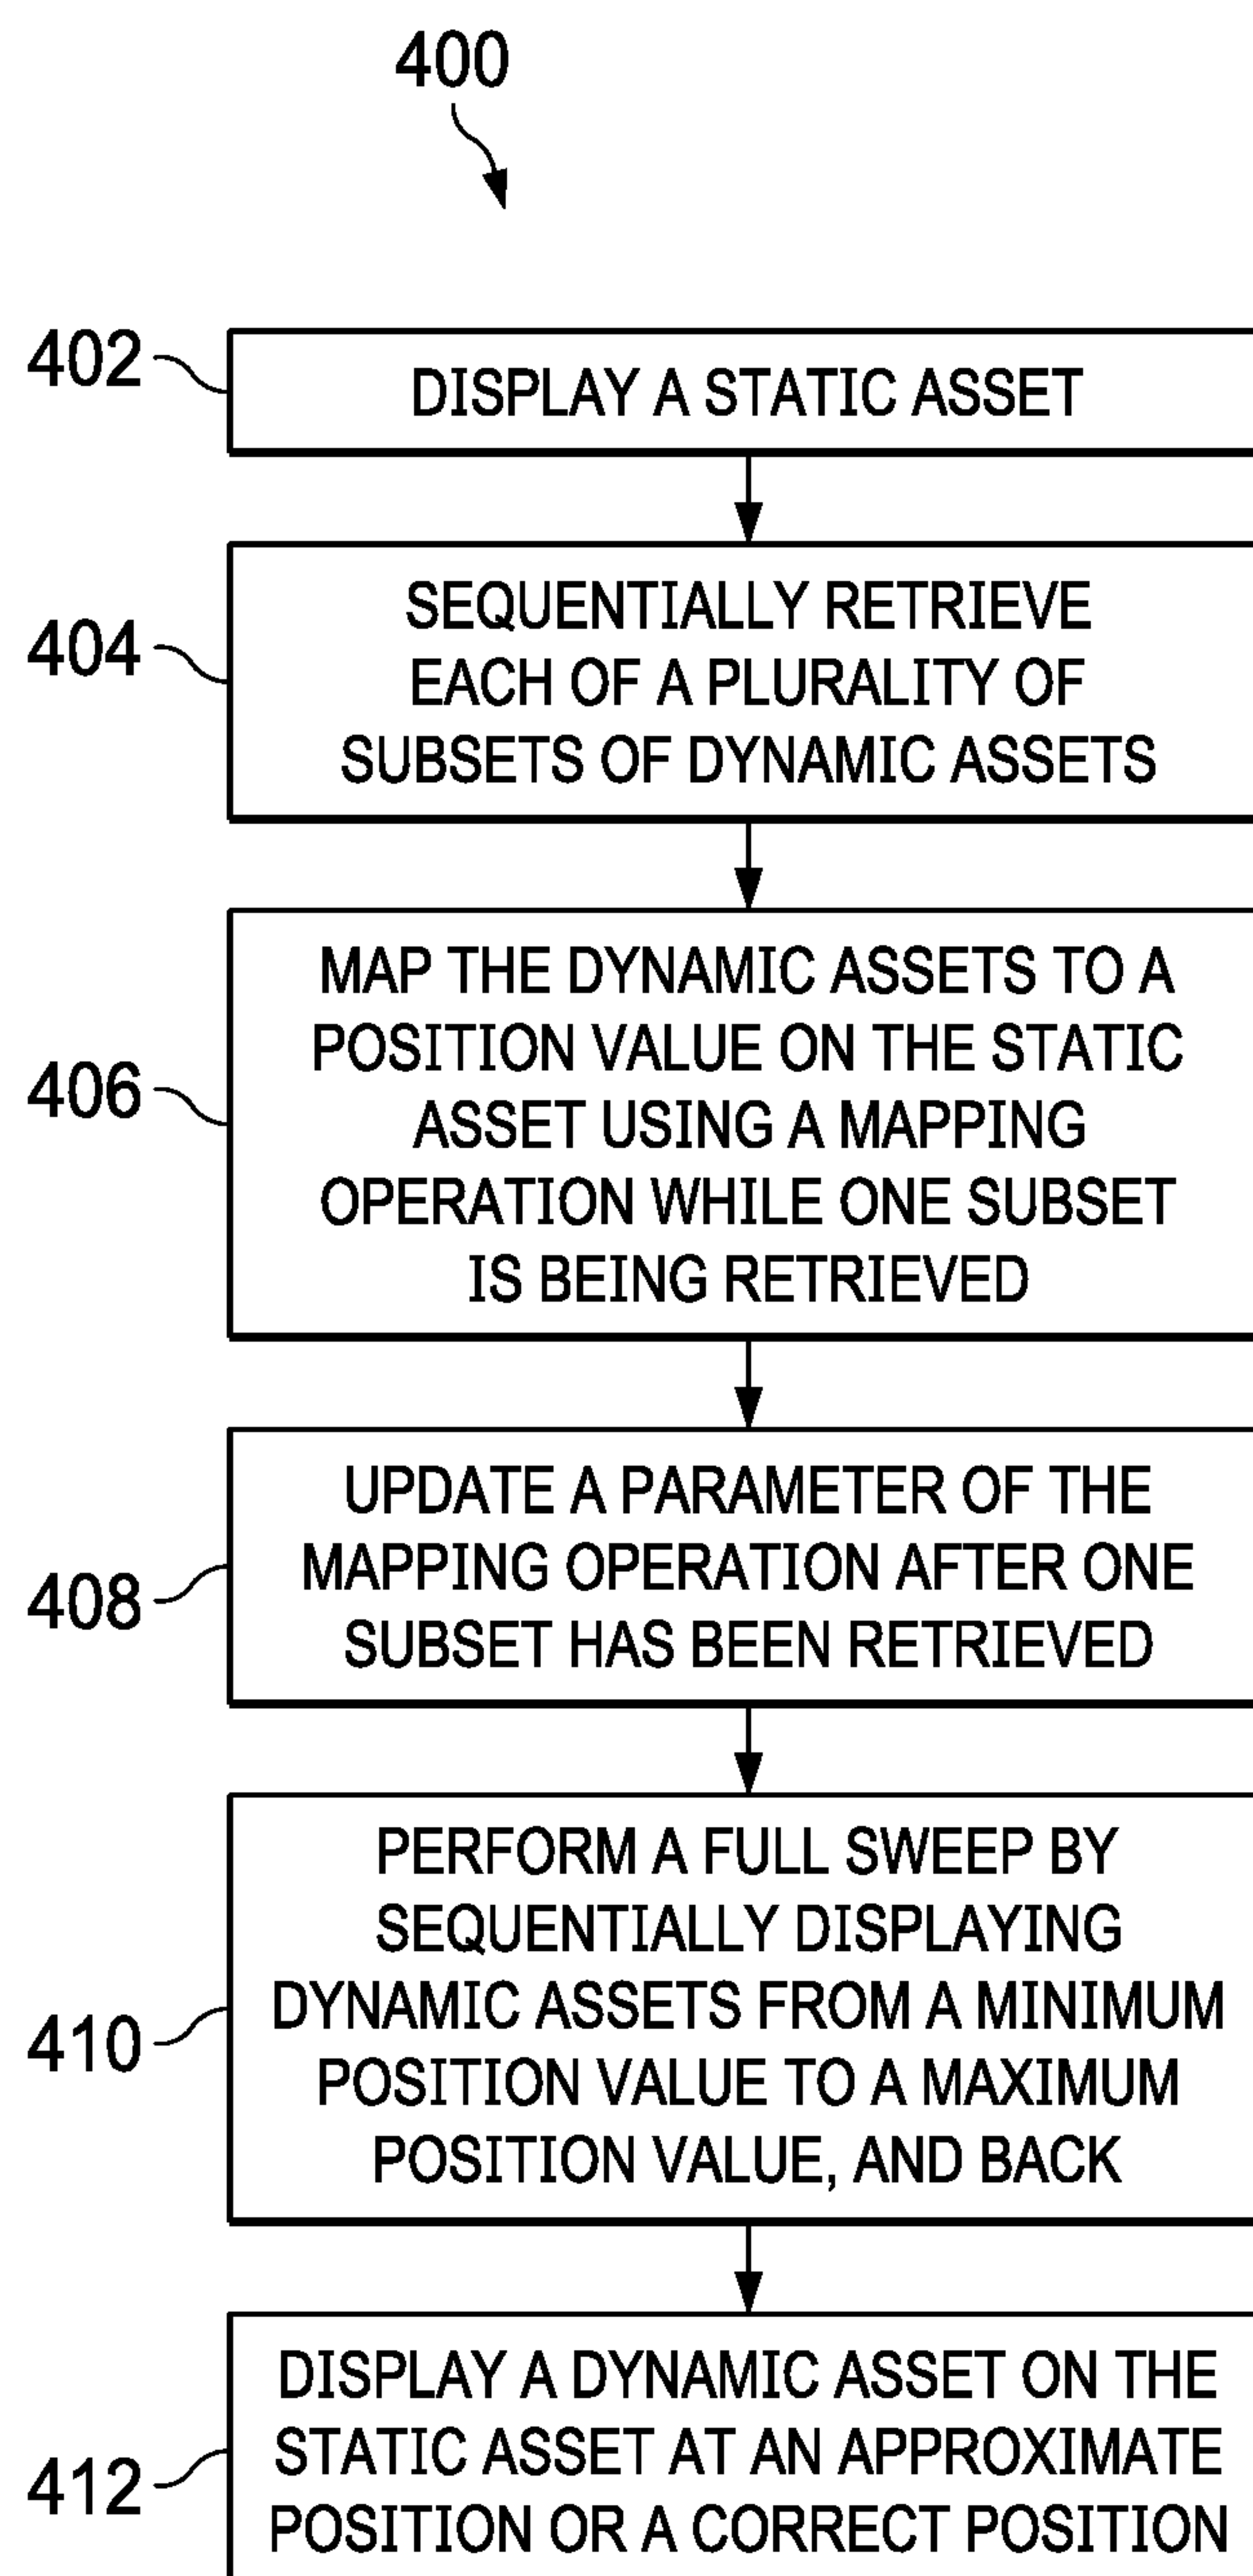 400
402
DISPLAY A STATIC ASSET
404
SEQUENTIALLY RETRIEVE
EACH OF A PLURALITY OF
SUBSETS OF DYNAMIC ASSETS
406
MAP THE DYNAMIC ASSETS TO A
POSITION VALUE ON THE STATIC
ASSET USING A MAPPING
OPERATION WHILE ONE SUBSET
IS BEING RETRIEVED
408
UPDATE A PARAMETER OF THE
MAPPING OPERATION AFTER ONE
SUBSET HAS BEEN RETRIEVED
410
PERFORM A FULL SWEEP BY
SEQUENTIALLY DISPLAYING
DYNAMIC ASSETS FROM A MINIMUM
POSITION VALUE TO A MAXIMUM
POSITION VALUE, AND BACK
412
DISPLAY A DYNAMIC ASSET ON THE
STATIC ASSET AT AN APPROXIMATE
POSITION OR A CORRECT POSITION